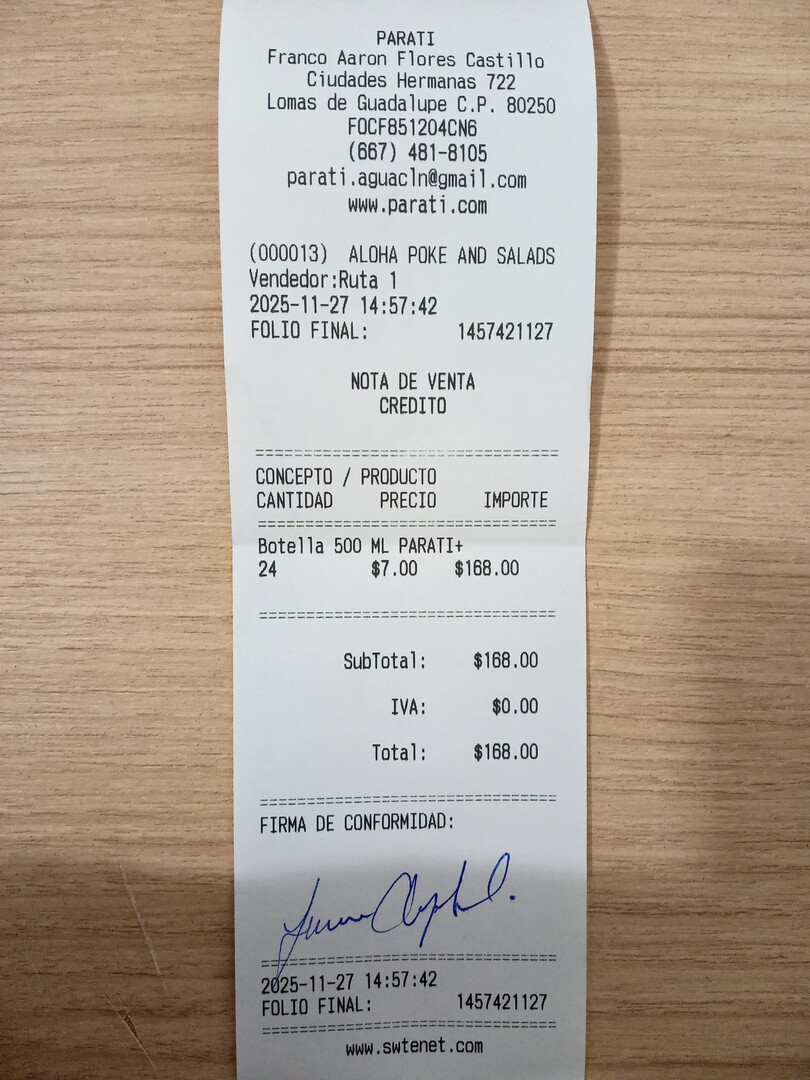 PARATI
Franco Aaron Flores Castillo
Ciudades Hermanas 722
Lomas de Guadalupe C.P. 80250
FOCF851204CN6
(667) 481-8105
parati.aguacln@gmail.com
www.parati.com
(000013) ALOHA POKE AND SALADS
Vendedor:Ruta 1
2025-11-27 14:57:42
FOLIO FINAL: 1457421127
NOTA DE VENTA
CREDITO
================================
CONCEPTO / PRODUCTO
CANTIDAD PRECIO IMPORTE
================================
Botella 500 ML PARATI+
24 $7.00 $168.00
================================
SubTotal: $168.00
IVA: $0.00
Total: $168.00
================================
FIRMA DE CONFORMIDAD:
================================
2025-11-27 14:57:42
FOLIO FINAL: 1457421127
================================
www.swtenet.com